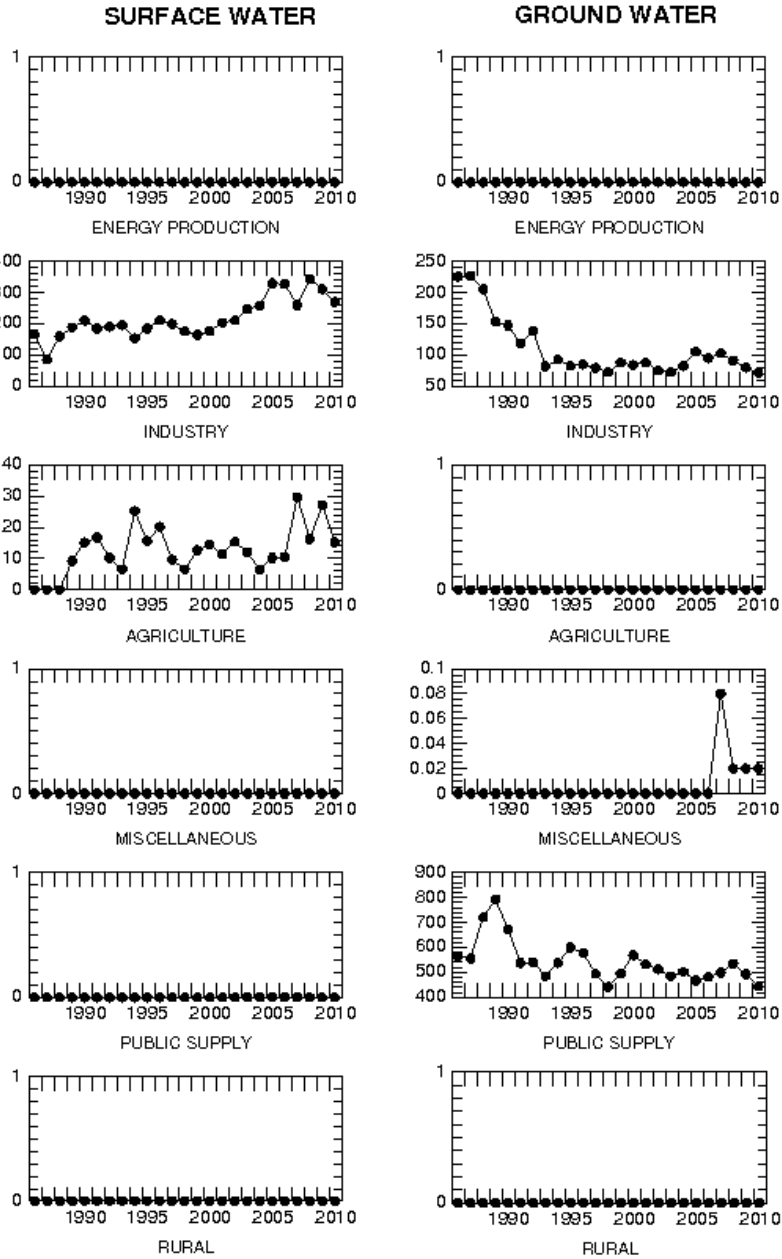 SURFACE WATER GROUND WATER
1 1
0 0
1990 1995 2000 2005 2010 1990 1995 2000 2005 2010
ENERGY PRODUCTION ENERGY PRODUCTION
00 250
300 200
200 150
00 100
0 50
1990 1995 2000 2005 2010 1990 1995 2000 2005 2010
INDUSTRY INDUSTRY
40 1
30
20
10
0 0
1990 1995 2000 2005 2010 1990 1995 2000 2005 2010
AGRICULTURE AGRICULTURE
1 0.1
0.08
0.06
0.04
0.02
0 0
1990 1995 2000 2005 2010 1990 1995 2000 2005 2010
MISCELLANEOUS MISCELLANEOUS
1 900
800
700
600
500
0 400
1990 1995 2000 2005 2010 1990 1995 2000 2005 2010
PUBLIC SUPPLY PUBLIC SUPPLY
1 1
0 0
1990 1995 2000 2005 2010 1990 1995 2000 2005 2010
RURAL RURAL